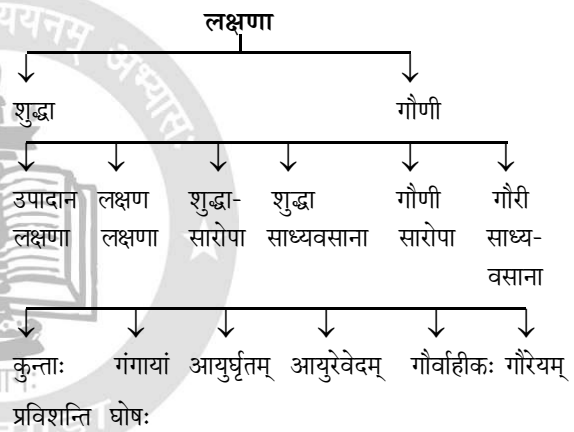 लक्षणा
शुद्धा गौणी
उपादान लक्षण शुद्धा- शुद्धा गौणी गौरी
लक्षणा लक्षणा सारोपा साध्यवसाना सारोपा साध्य-
वसाना
कुन्ताः गंगायां आयुर्घृतम् आयुरेवेदम् गौर्वाहीकः गौरेयम्
प्रविशन्ति घोषः